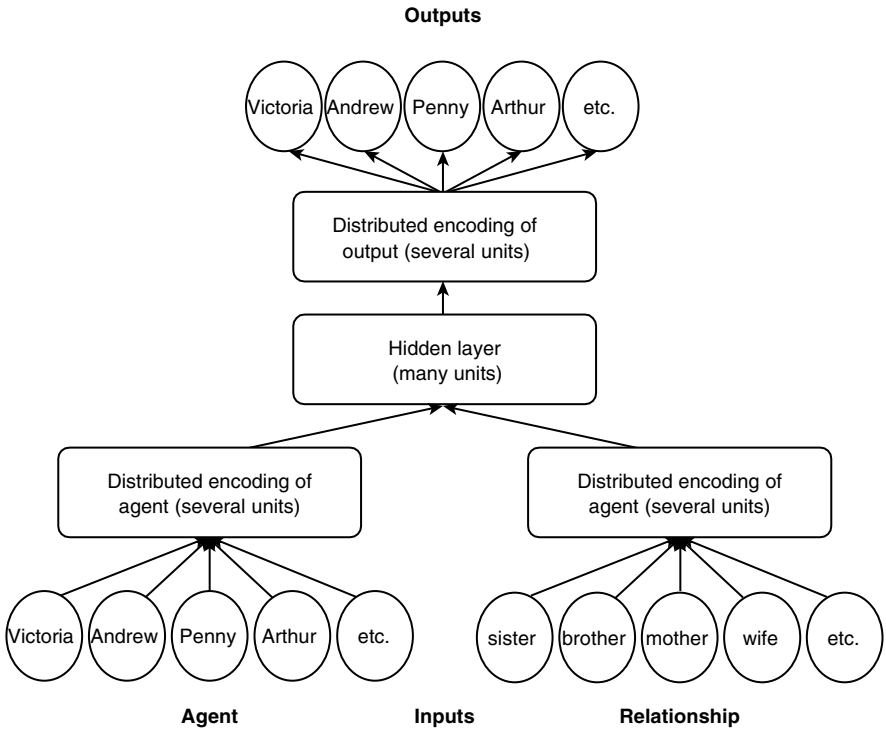 Outputs
Victoria Andrew Penny Arthur etc.
Distributed encoding of
output (several units)
Hidden layer
(many units)
Distributed encoding of
agent (several units)
Distributed encoding of
agent (several units)
Victoria Andrew Penny Arthur etc.
sister brother mother wife etc.
Agent Inputs Relationship